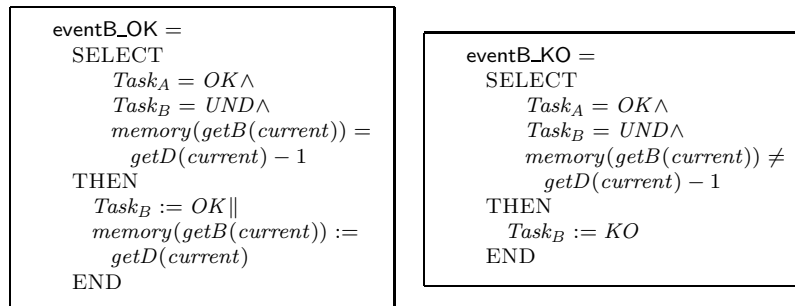 eventB_OK =
SELECT
Task_A = OK∧
Task_B = UND∧
memory(getB(current)) =
getD(current) − 1
THEN
Task_B := OK‖
memory(getB(current)) :=
getD(current)
END
eventB_KO =
SELECT
Task_A = OK∧
Task_B = UND∧
memory(getB(current)) ≠
getD(current) − 1
THEN
Task_B := KO
END